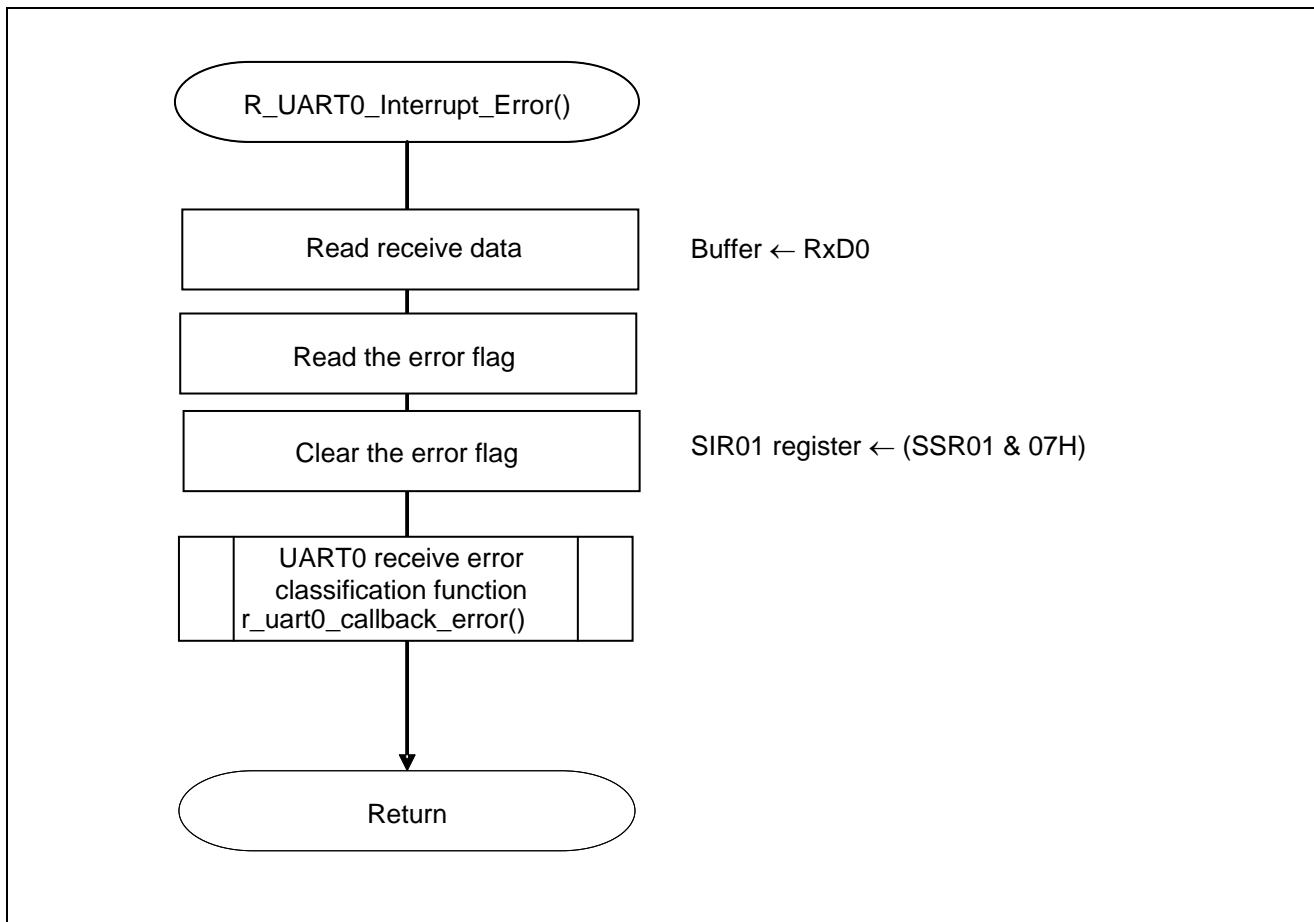 R_UART0_Interrupt_Error()
Read receive data
Buffer ← RxD0
Read the error flag
Clear the error flag
SIR01 register ← (SSR01 & 07H)
UART0 receive error
classification function
r_uart0_callback_error()
Return